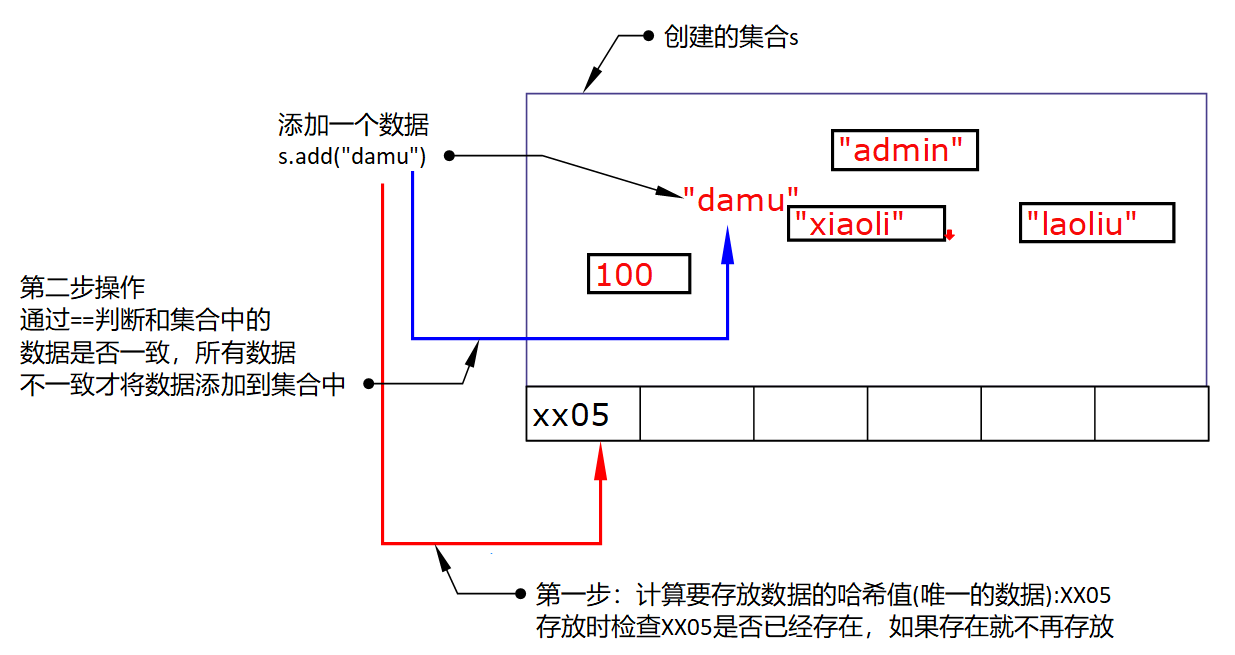 创建的集合s
添加一个数据
s.add("damu")
"admin"
"damu"
"xiaoli"
"laoliu"
100
第二步操作
通过==判断和集合中的
数据是否一致，所有数据
不一致才将数据添加到集合中
xx05
第一步：计算要存放数据的哈希值(唯一的数据):XX05
存放时检查XX05是否已经存在，如果存在就不再存放